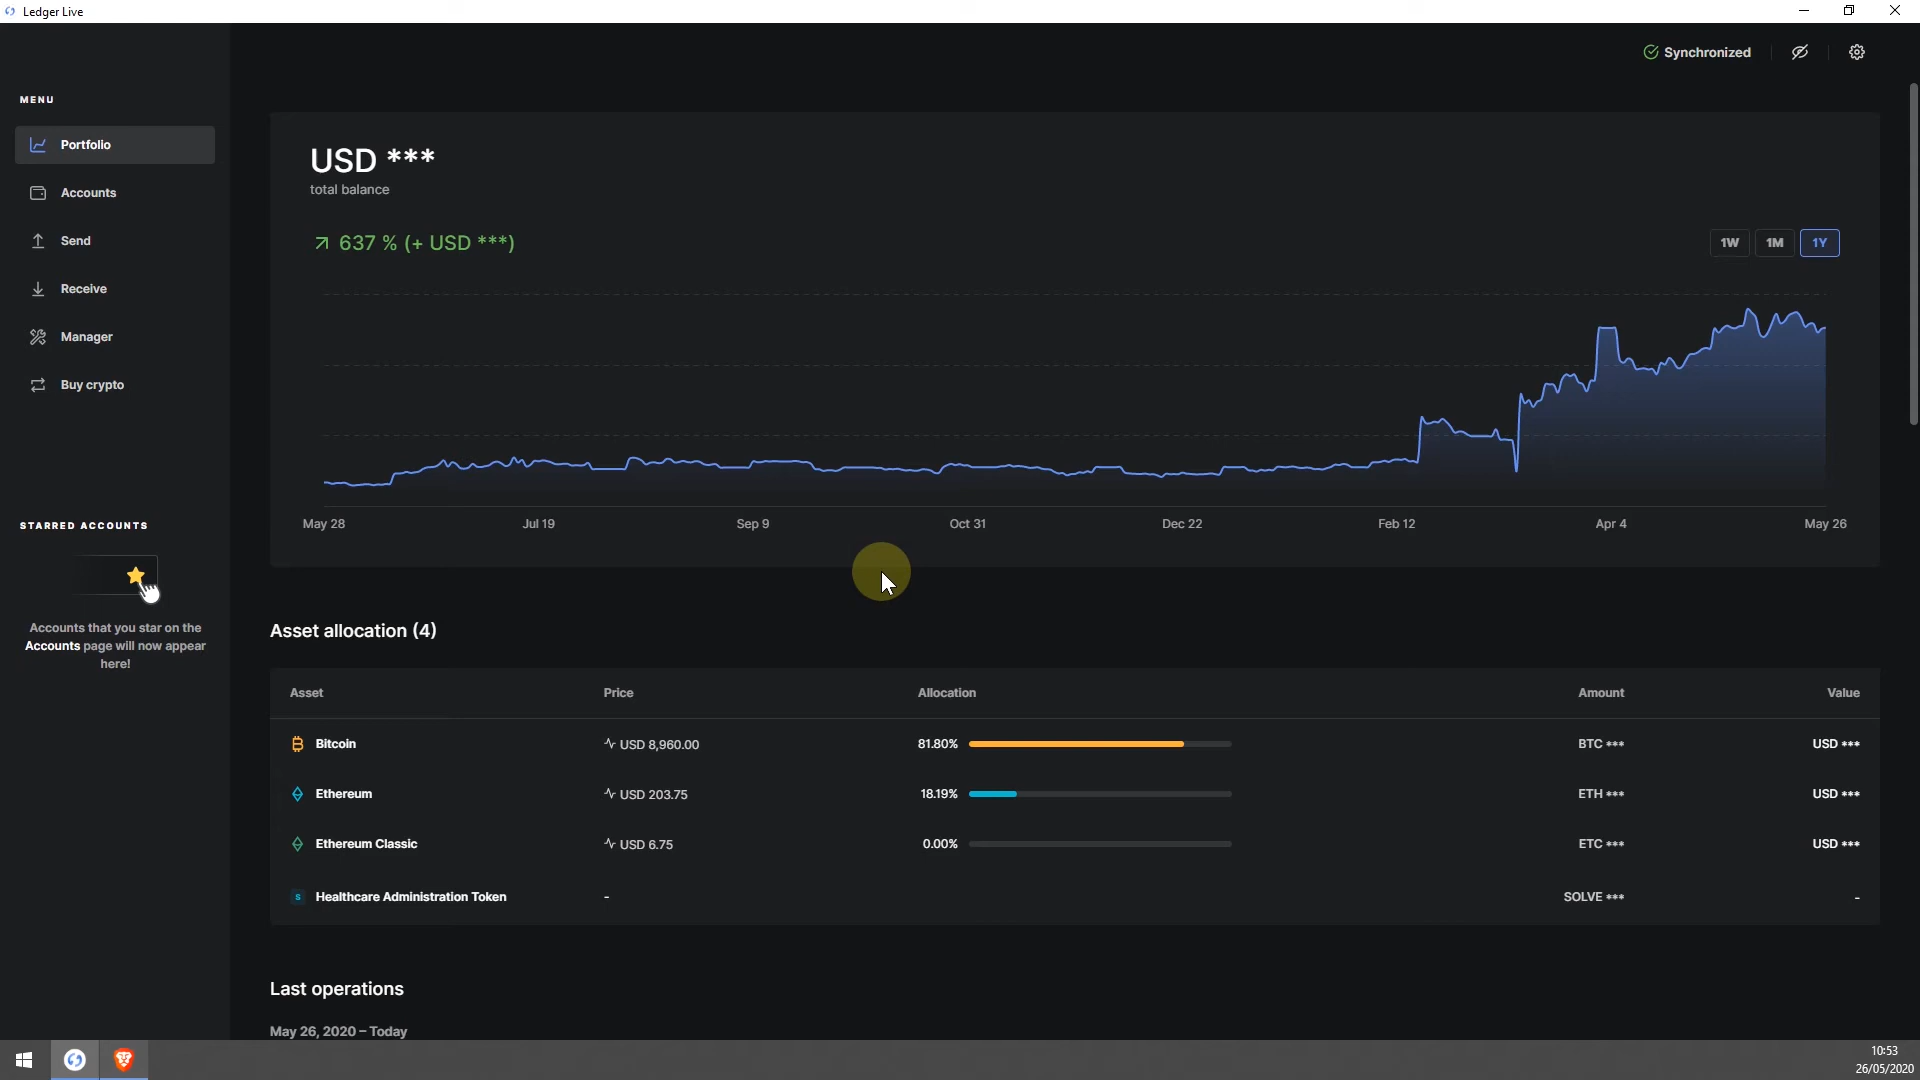 Ledger Live
Synchronized
MENU
Portfolio
Accounts
Send
Receive
Manager
Buy crypto
STARRED ACCOUNTS
Accounts that you star on the
Accounts page will now appear
here!
USD ***
total balance
637 % (+ USD ***)
1W 1M 1Y
May 28 Jul 19 Sep 9 Oct 31 Dec 22 Feb 12 Apr 4 May 26
Asset allocation (4)
Asset Price Allocation Amount Value
Bitcoin USD 8,960.00 81.80% BTC *** USD ***
Ethereum USD 203.75 18.19% ETH *** USD ***
Ethereum Classic USD 6.75 0.00% ETC *** USD ***
S Healthcare Administration Token - SOLVE *** -
Last operations
May 26, 2020 – Today
10:53
26/05/2020